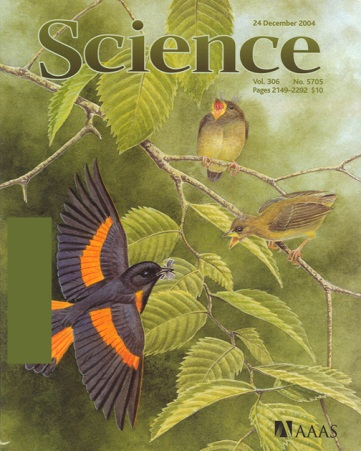 24 December 2004
Science
Vol. 306 No. 5705
Pages 2149–2292 $10
AAAS